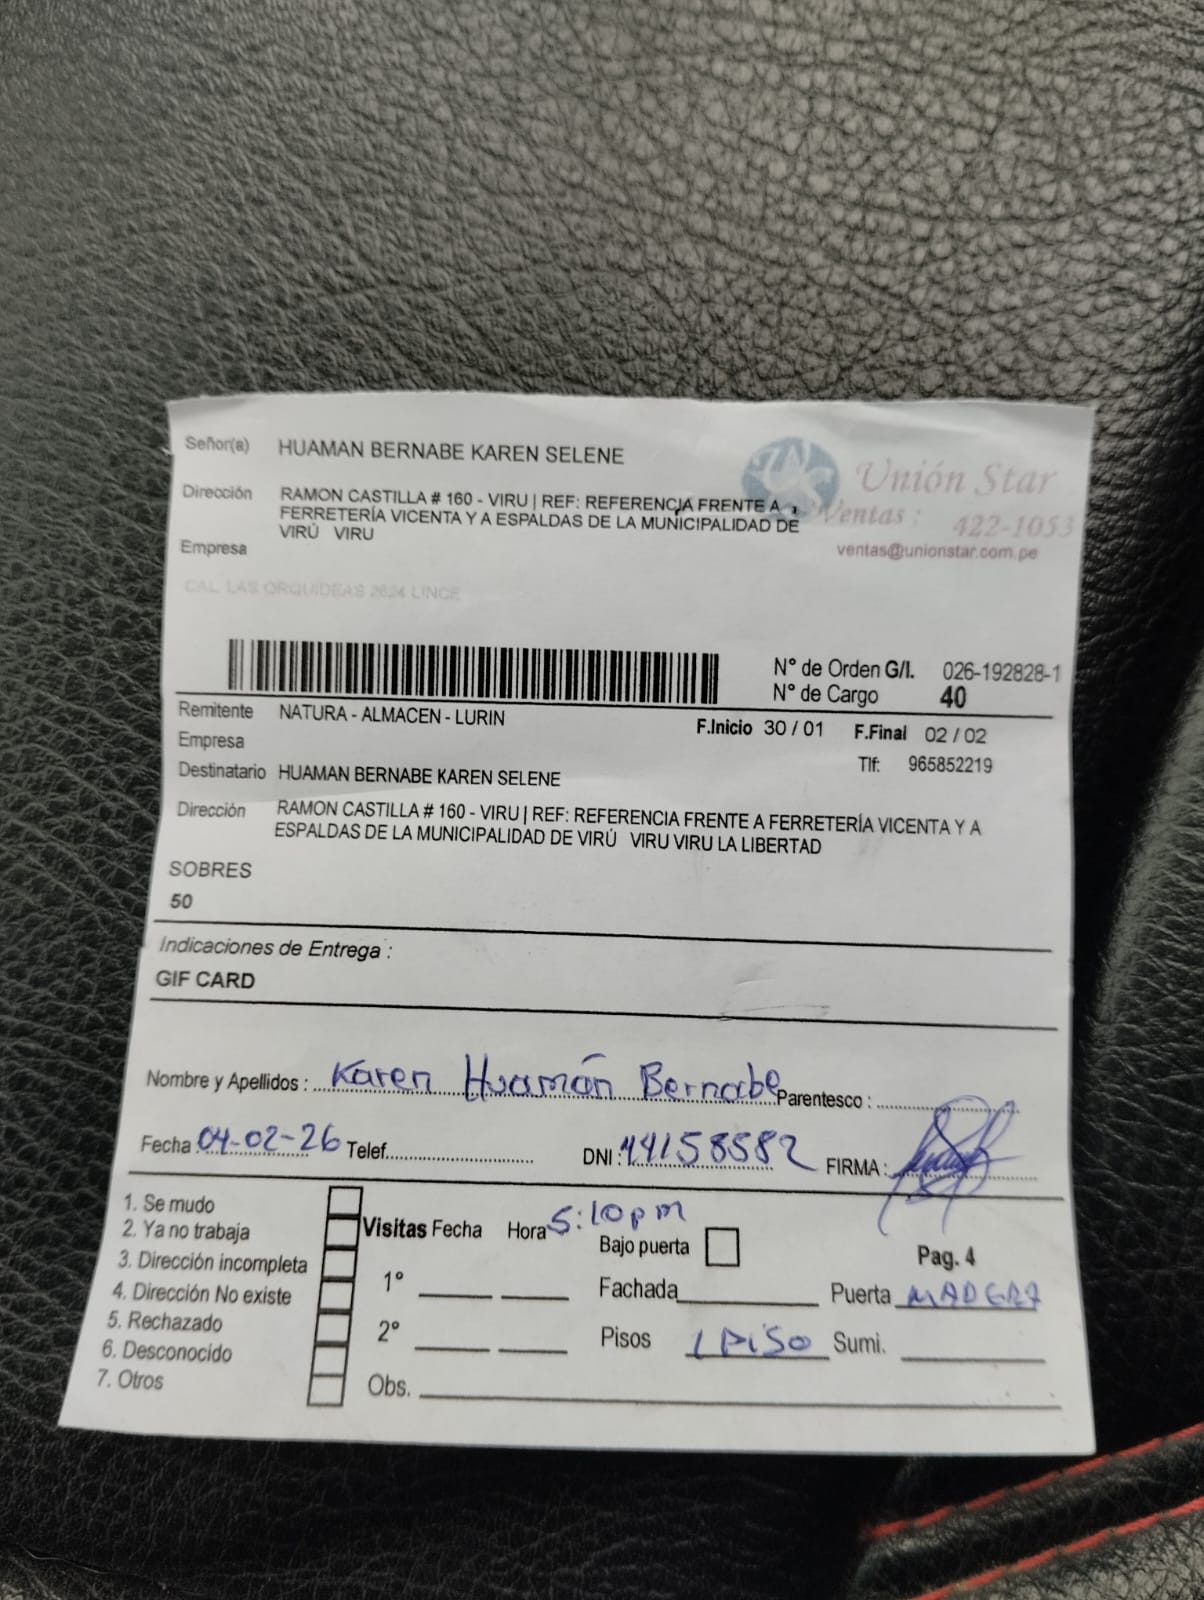 Señor(a) HUAMAN BERNABE KAREN SELENE
Unión Star
Dirección RAMON CASTILLA # 160 - VIRU | REF: REFERENCIA FRENTE A
FERRETERÍA VICENTA Y A ESPALDAS DE LA MUNICIPALIDAD DE
VIRÚ VIRU
Ventas : 422-1053
ventas@unionstar.com.pe
Empresa
CAL. LAS ORQUIDEAS 2634 LINCE
N° de Orden G/I. 026-192828-1
N° de Cargo 40
Remitente NATURA - ALMACEN - LURIN
F.Inicio 30 / 01 F.Final 02 / 02
Empresa
Tlf: 965852219
Destinatario HUAMAN BERNABE KAREN SELENE
Dirección RAMON CASTILLA # 160 - VIRU | REF: REFERENCIA FRENTE A FERRETERÍA VICENTA Y A
ESPALDAS DE LA MUNICIPALIDAD DE VIRÚ VIRU VIRU LA LIBERTAD
SOBRES
50
Indicaciones de Entrega :
GIF CARD
Nombre y Apellidos : Karen Huamán Bernabe Parentesco :
Fecha 04-02-26 Telef. DNI: 44158582 FIRMA:
1. Se mudo
2. Ya no trabaja
3. Dirección incompleta
4. Dirección No existe
5. Rechazado
6. Desconocido
7. Otros
Visitas Fecha Hora 5:10pm
Bajo puerta
Pag. 4
1°
Fachada
Puerta MADERA
2°
Pisos 1 PiSo Sumi.
Obs.